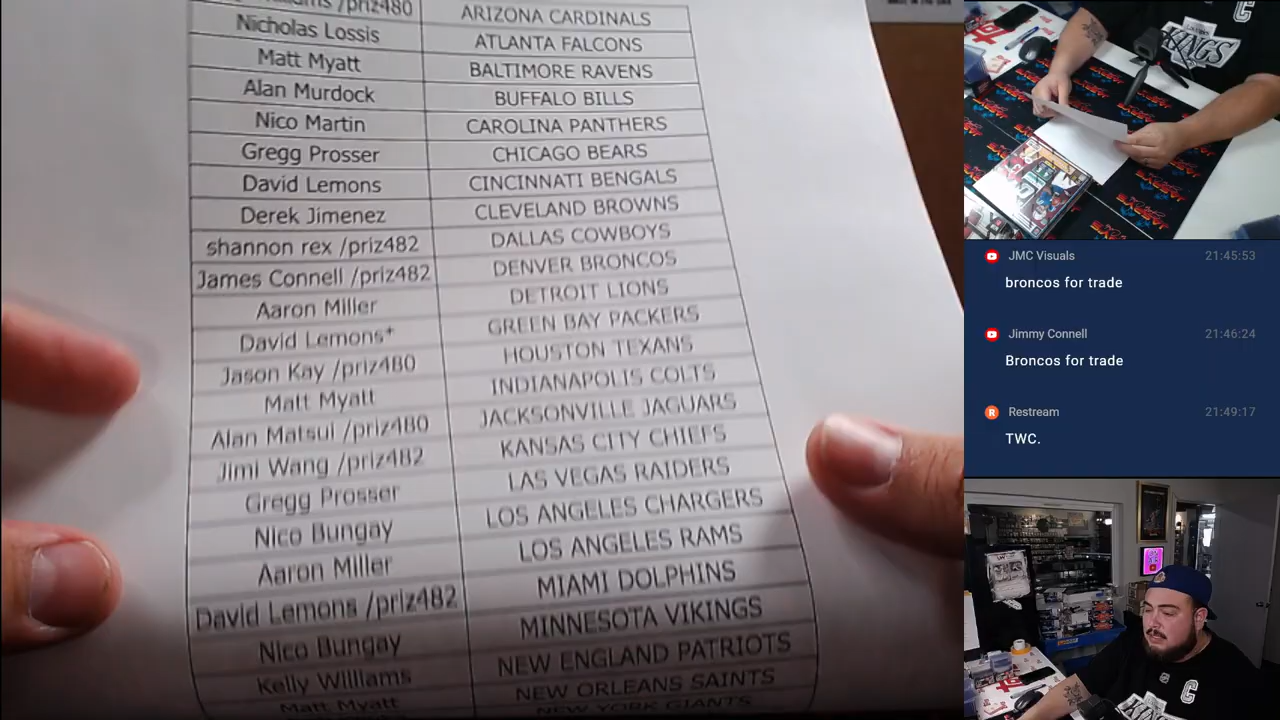 /priz480 ARIZONA CARDINALS
Nicholas Lossis ATLANTA FALCONS
Matt Myatt BALTIMORE RAVENS
Alan Murdock BUFFALO BILLS
Nico Martin CAROLINA PANTHERS
Gregg Prosser CHICAGO BEARS
David Lemons CINCINNATI BENGALS
Derek Jimenez CLEVELAND BROWNS
shannon rex /priz482 DALLAS COWBOYS
James Connell /priz482 DENVER BRONCOS
Aaron Miller DETROIT LIONS
David Lemons* GREEN BAY PACKERS
Jason Kay /priz480 HOUSTON TEXANS
Matt Myatt INDIANAPOLIS COLTS
Alan Matsui /priz480 JACKSONVILLE JAGUARS
Jimi Wang /priz482 KANSAS CITY CHIEFS
Gregg Prosser LAS VEGAS RAIDERS
Nico Bungay LOS ANGELES CHARGERS
Aaron Miller LOS ANGELES RAMS
David Lemons /priz482 MIAMI DOLPHINS
Nico Bungay MINNESOTA VIKINGS
Kelly Williams NEW ENGLAND PATRIOTS
Matt Myatt NEW ORLEANS SAINTS
NEW YORK GIANTS
KINGS
C
JMC Visuals 21:45:53
broncos for trade
Jimmy Connell 21:46:24
Broncos for trade
R Restream 21:49:17
TWC.
C